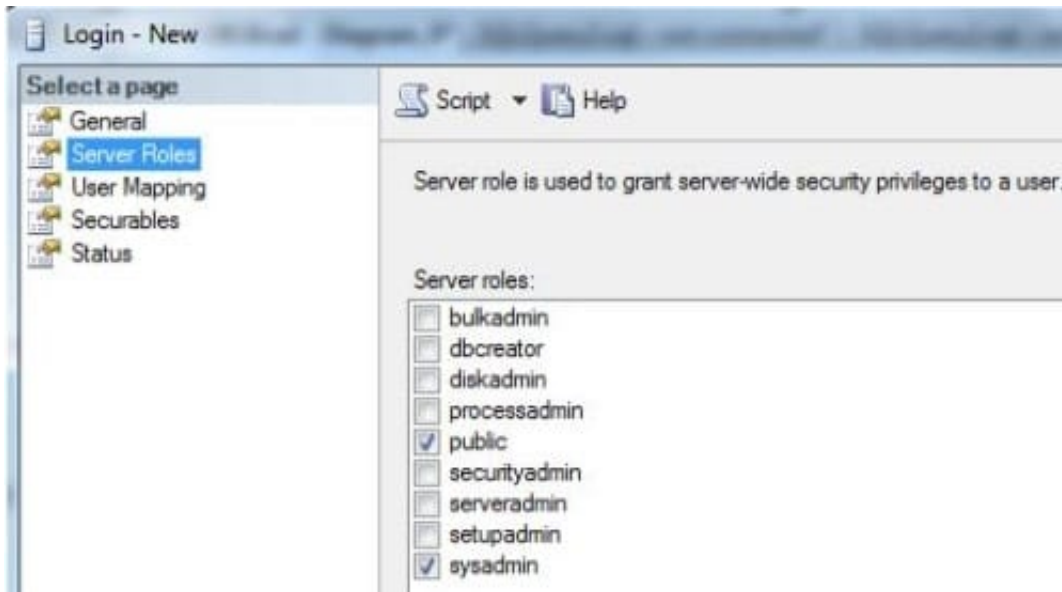 Login - New
Select a page
General
Server Roles
User Mapping
Securables
Status
Script Help
Server role is used to grant server-wide security privileges to a user.
Server roles:
bulkadmin
dbcreator
diskadmin
processadmin
public
securityadmin
serveradmin
setupadmin
sysadmin